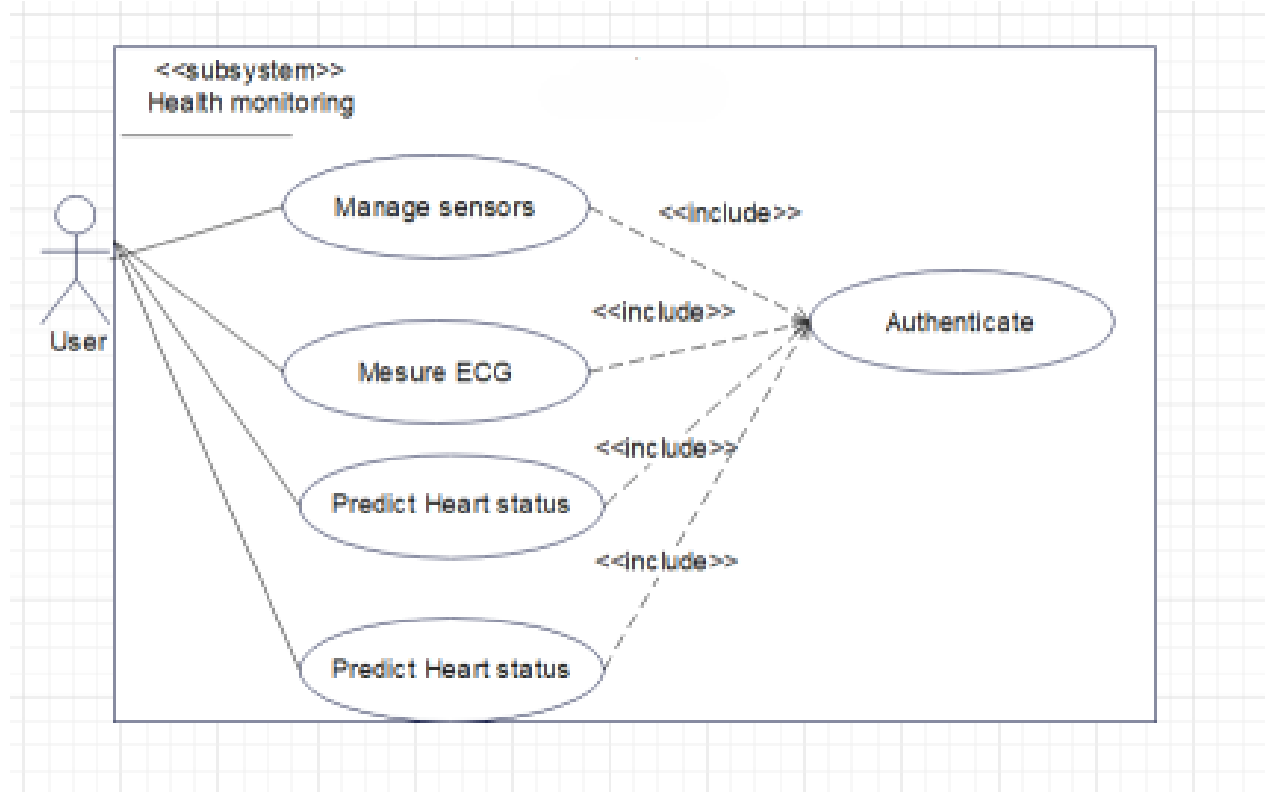 <<subsystem>>
Health monitoring
Manage sensors
<<include>>
<<include>>
Authenticate
User
Mesure ECG
<<include>>
Predict Heart status
<<include>>
Predict Heart status